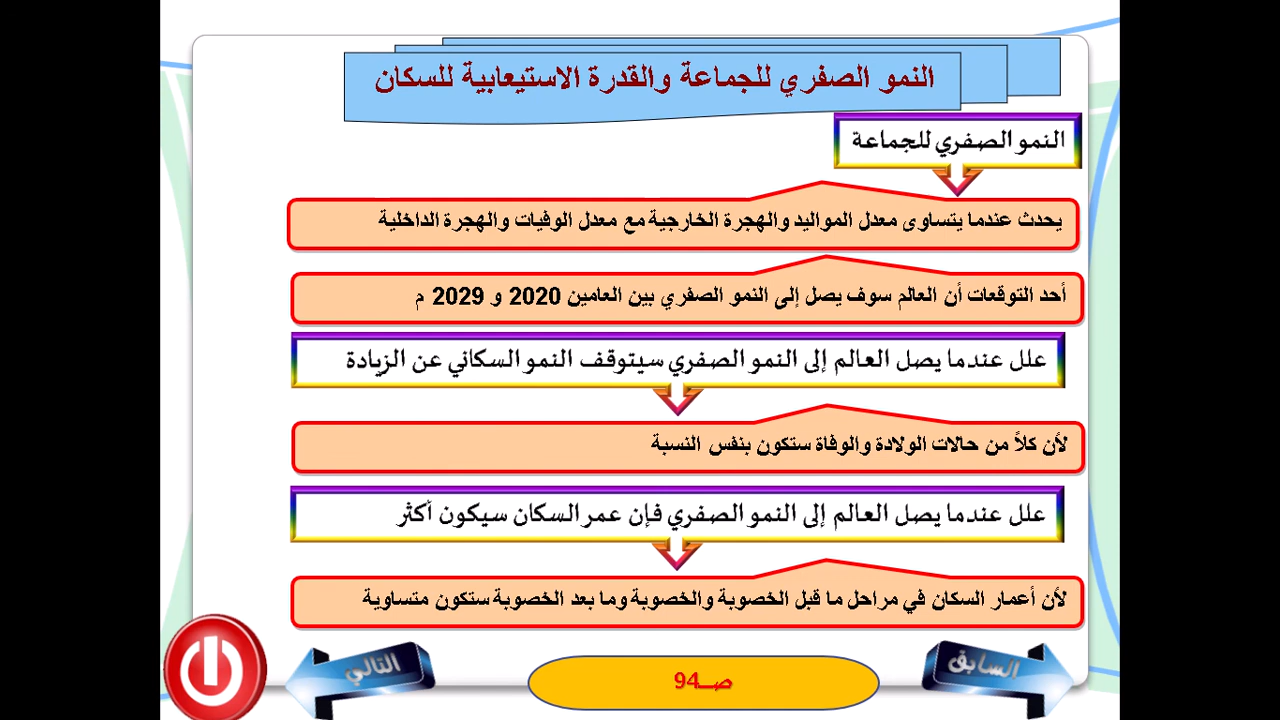 النمو الصفري للجماعة والقدرة الاستيعابية للسكان
النمو الصفري للجماعة
يحدث عندما يتساوى معدل المواليد والهجرة الخارجية مع معدل الوفيات والهجرة الداخلية
أحد التوقعات أن العالم سوف يصل إلى النمو الصفري بين العامين 2020 و 2029 م
علل عندما يصل العالم إلى النمو الصفري سيتوقف النمو السكاني عن الزيادة
لأن كلاً من حالات الولادة والوفاة ستكون بنفس النسبة
علل عندما يصل العالم إلى النمو الصفري فإن عمر السكان سيكون أكثر
لأن أعمار السكان في مراحل ما قبل الخصوبة والخصوبة وما بعد الخصوبة ستكون متساوية
السابق
صــ94
التالي